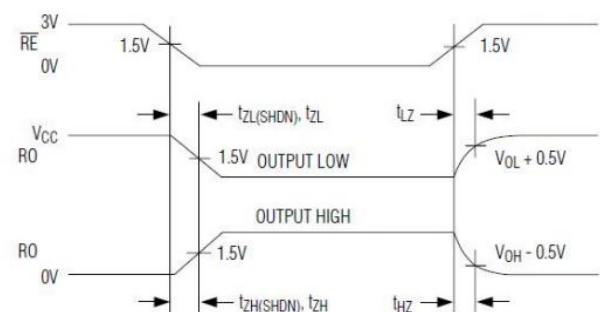 3V
RE
1.5V
1.5V
0V
tZL(SHDN), tZL
tLZ
VCC
RO
1.5V
OUTPUT LOW
VOL + 0.5V
OUTPUT HIGH
RO
1.5V
VOH - 0.5V
0V
tZH(SHDN), tZH
tHZ